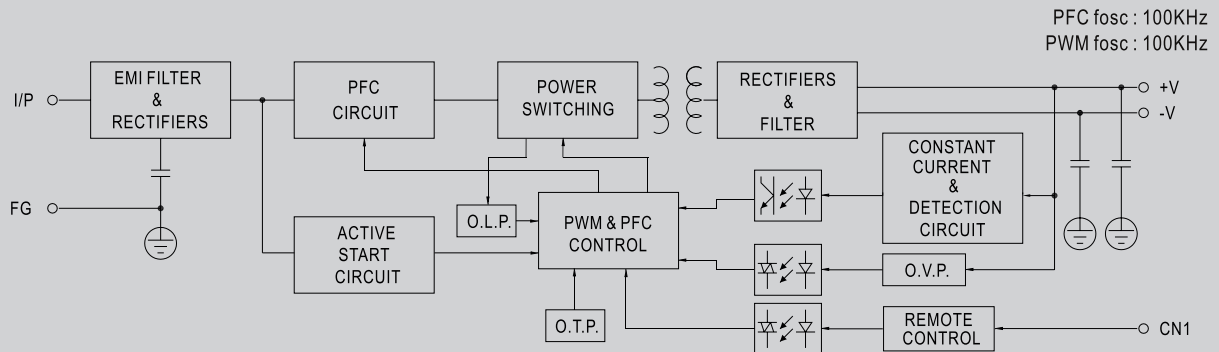 PFC fosc : 100KHz
PWM fosc : 100KHz
I/P
EMI FILTER
&
RECTIFIERS
PFC
CIRCUIT
POWER
SWITCHING
RECTIFIERS
&
FILTER
+V
-V
CONSTANT
CURRENT
&
DETECTION
CIRCUIT
FG
O.L.P.
PWM & PFC
CONTROL
ACTIVE
START
CIRCUIT
O.V.P.
O.T.P.
REMOTE
CONTROL
CN1